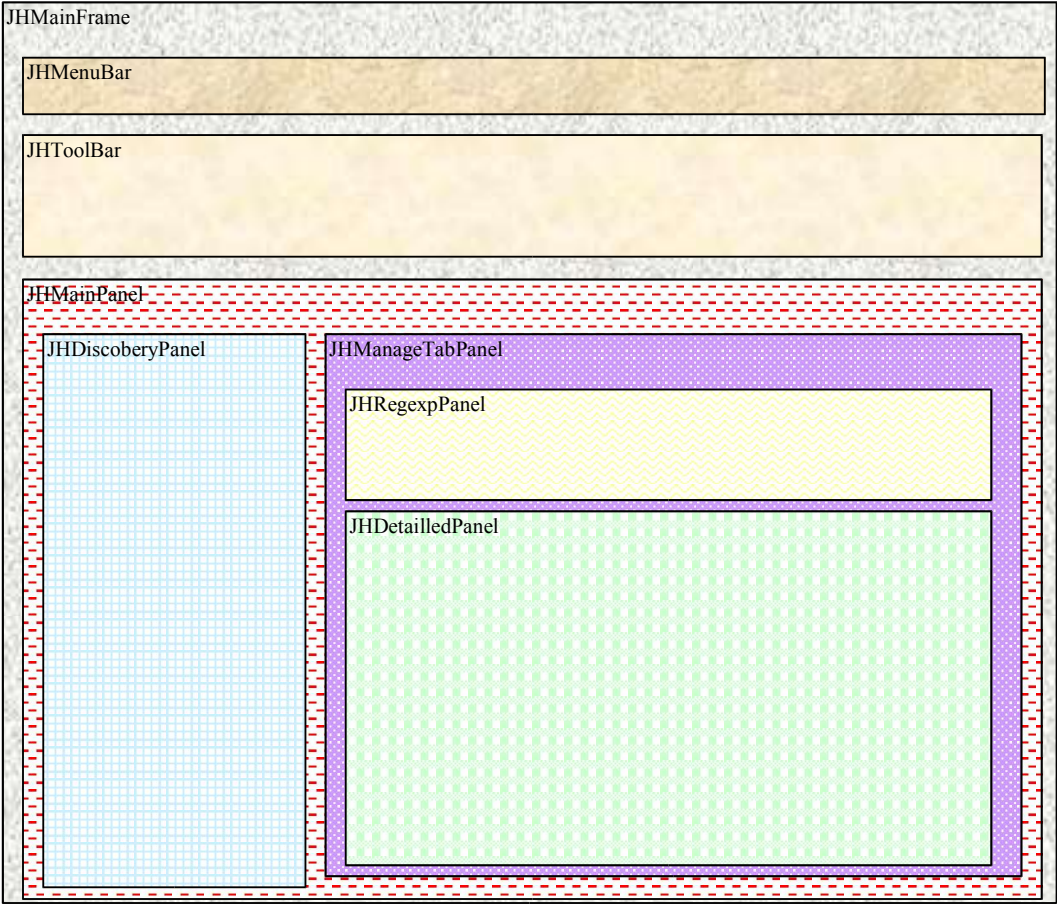 JHMainFrame
JHMenuBar
JHToolBar
JHMainPanel
JHDiscoberyPanel
JHManageTabPanel
JHRegexpPanel
JHDetailledPanel